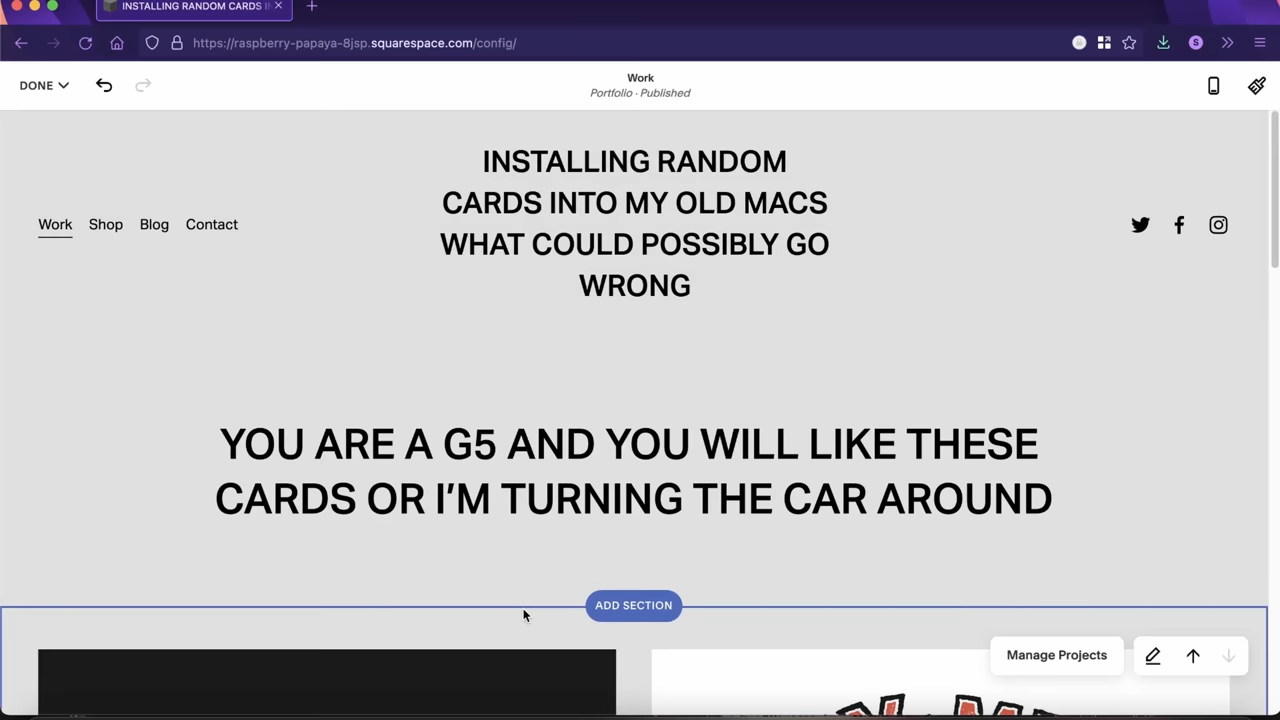 INSTALLING RANDOM CARDS I
https://raspberry-papaya-8jsp.squarespace.com/config/
S
DONE
Work
Portfolio · Published
Work
Shop
Blog
Contact
INSTALLING RANDOM
CARDS INTO MY OLD MACS
WHAT COULD POSSIBLY GO
WRONG
YOU ARE A G5 AND YOU WILL LIKE THESE
CARDS OR I'M TURNING THE CAR AROUND
ADD SECTION
Manage Projects